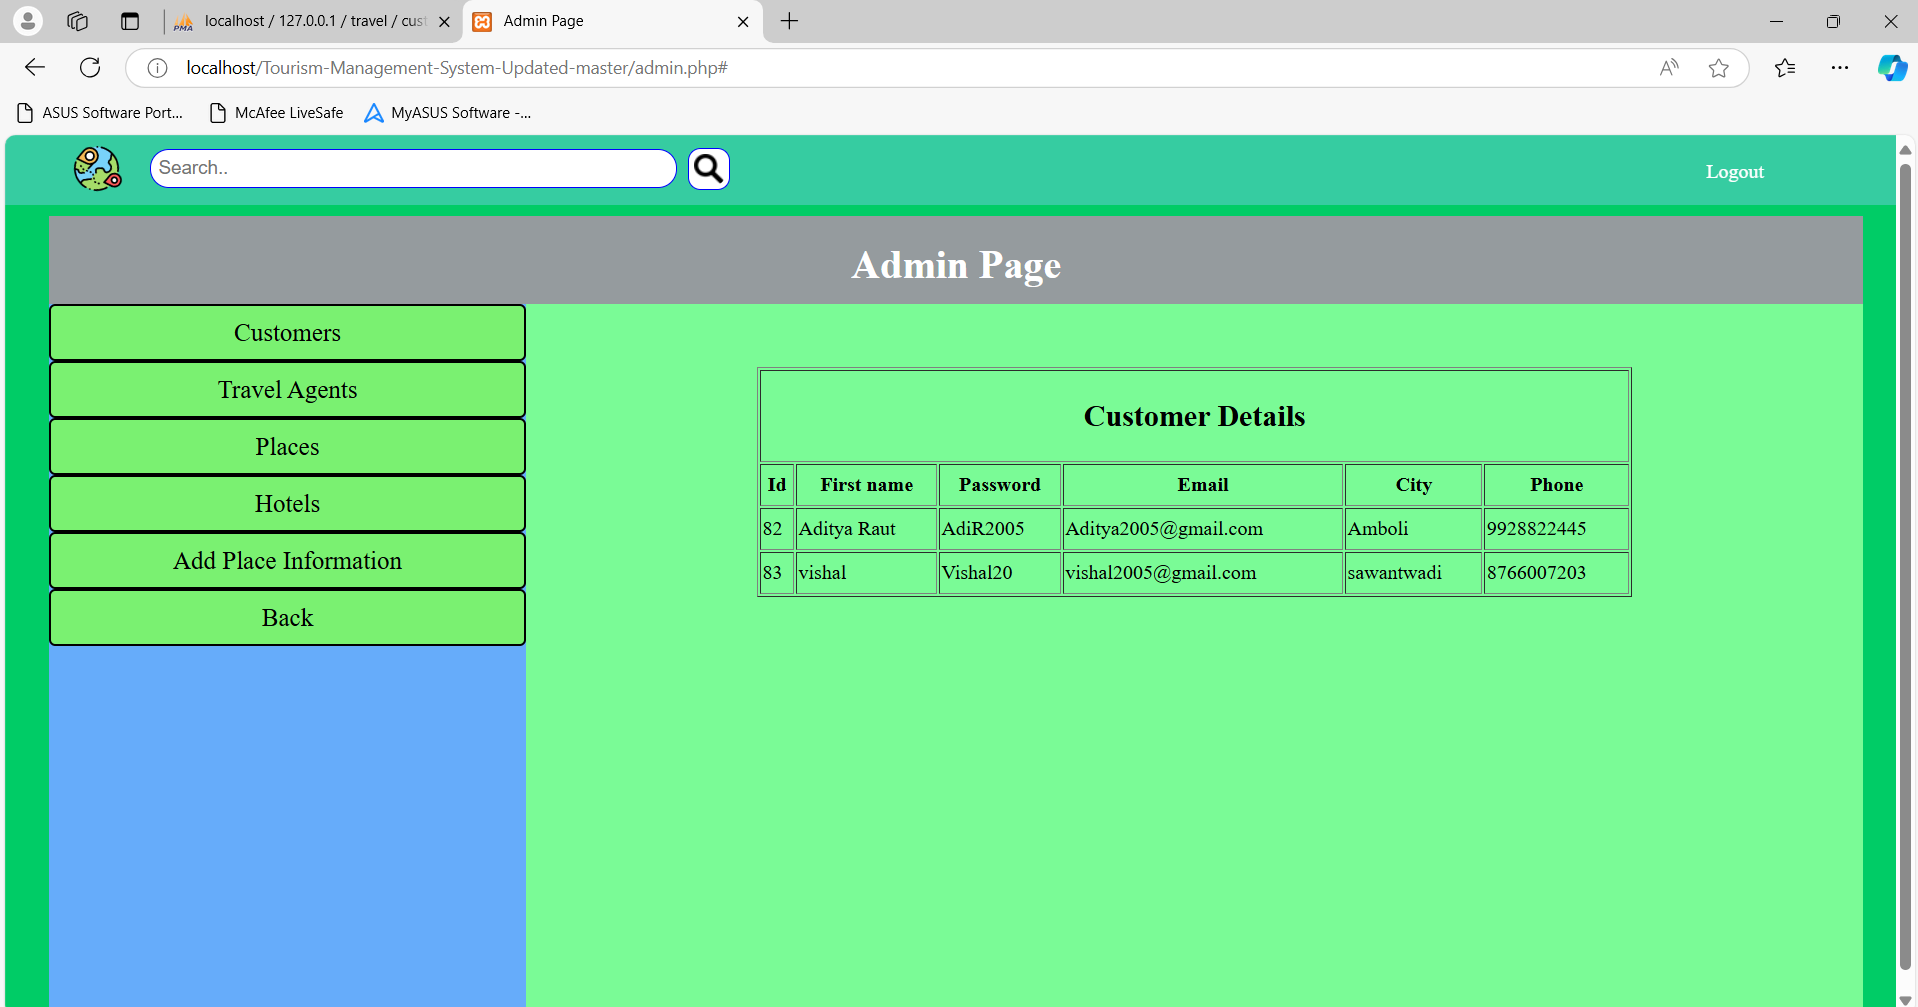 localhost / 127.0.0.1 / travel / cust
Admin Page
localhost/Tourism-Management-System-Updated-master/admin.php#
ASUS Software Port... McAfee LiveSafe MyASUS Software -...
Search..
Logout
Admin Page
Customers
Travel Agents
Places
Hotels
Add Place Information
Back
Customer Details
Id First name Password Email City Phone
82 Aditya Raut AdiR2005 Aditya2005@gmail.com Amboli 9928822445
83 vishal Vishal20 vishal2005@gmail.com sawantwadi 8766007203